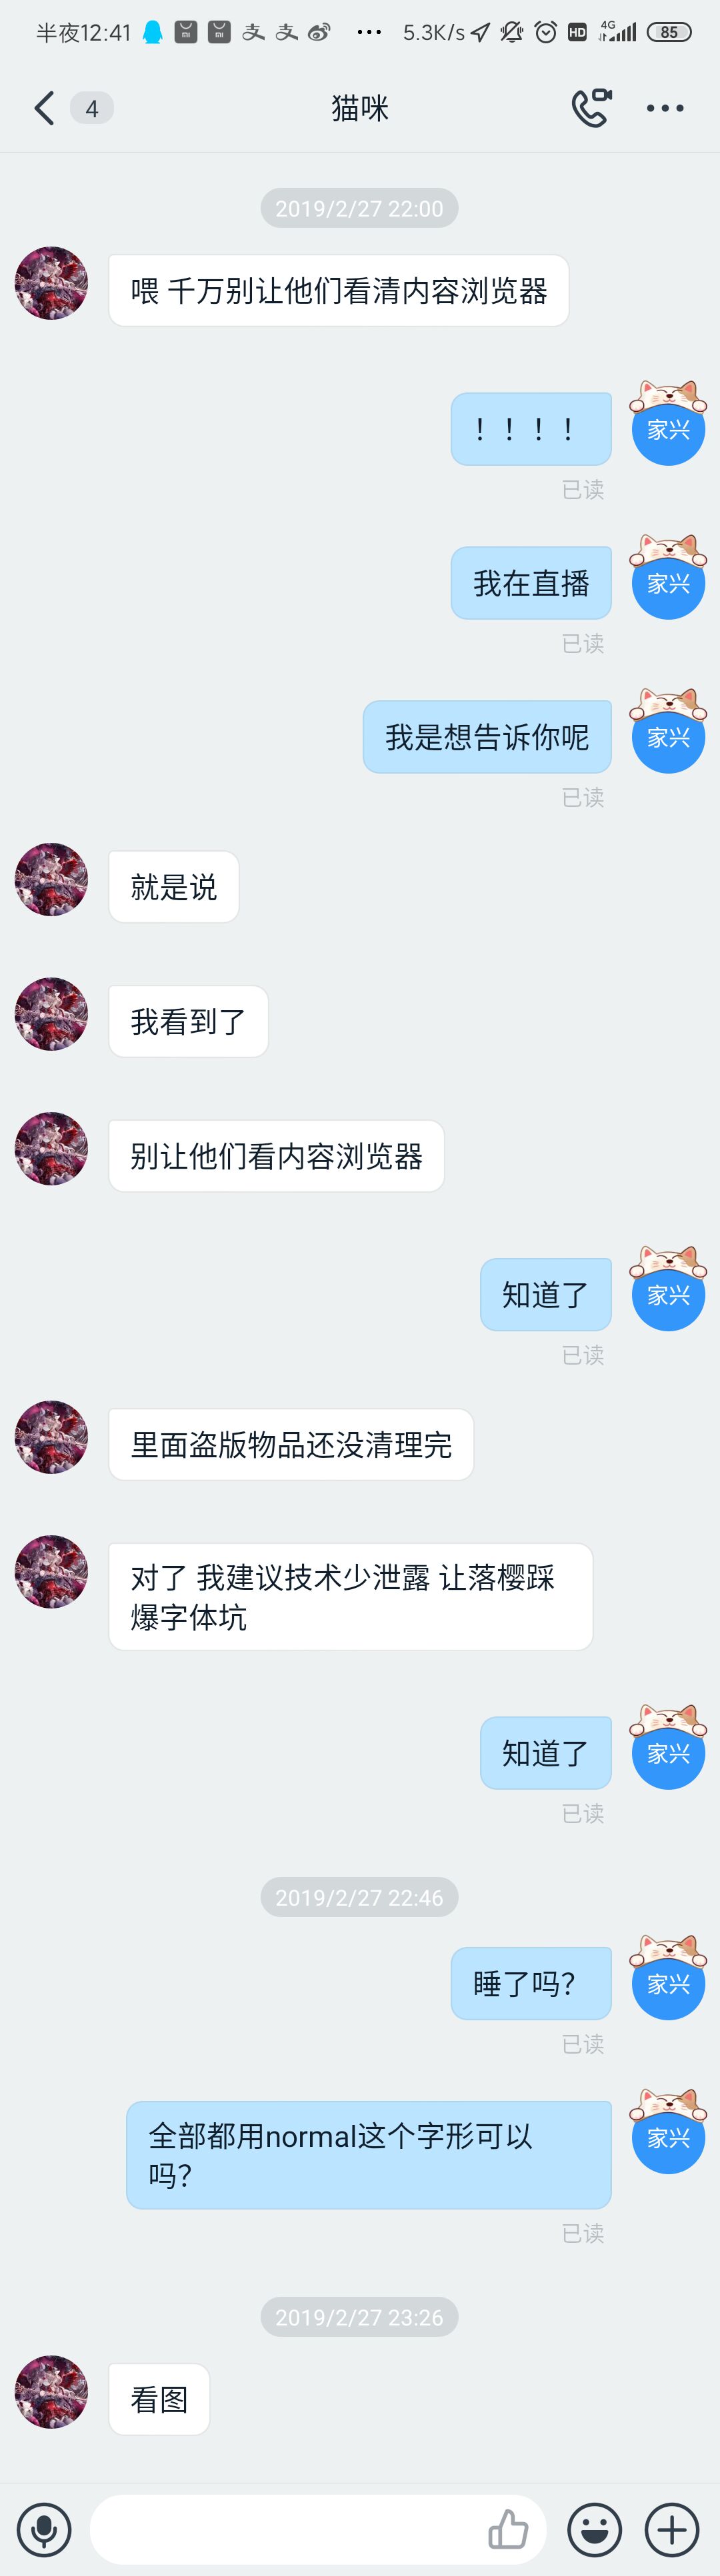 半夜12:41
5.3K/s
HD
4G
85
4
猫咪
2019/2/27 22:00
喂 千万别让他们看清内容浏览器
！！！！
家兴
已读
我在直播
家兴
已读
我是想告诉你呢
家兴
已读
就是说
我看到了
别让他们看内容浏览器
知道了
家兴
已读
里面盗版物品还没清理完
对了 我建议技术少泄露 让落樱踩
爆字体坑
知道了
家兴
已读
2019/2/27 22:46
睡了吗？
家兴
已读
全部都用normal这个字形可以
吗？
家兴
已读
2019/2/27 23:26
看图